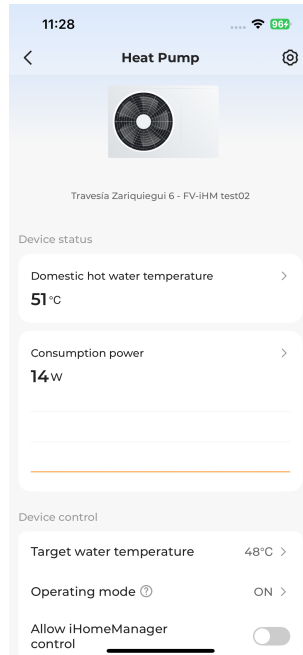 11:28
96
Heat Pump
Travesía Zariquiegui 6 - FV-iHM test02
Device status
Domestic hot water temperature
51 °C
Consumption power
14 W
Device control
Target water temperature 48°C
Operating mode ? ON
Allow iHomeManager
control